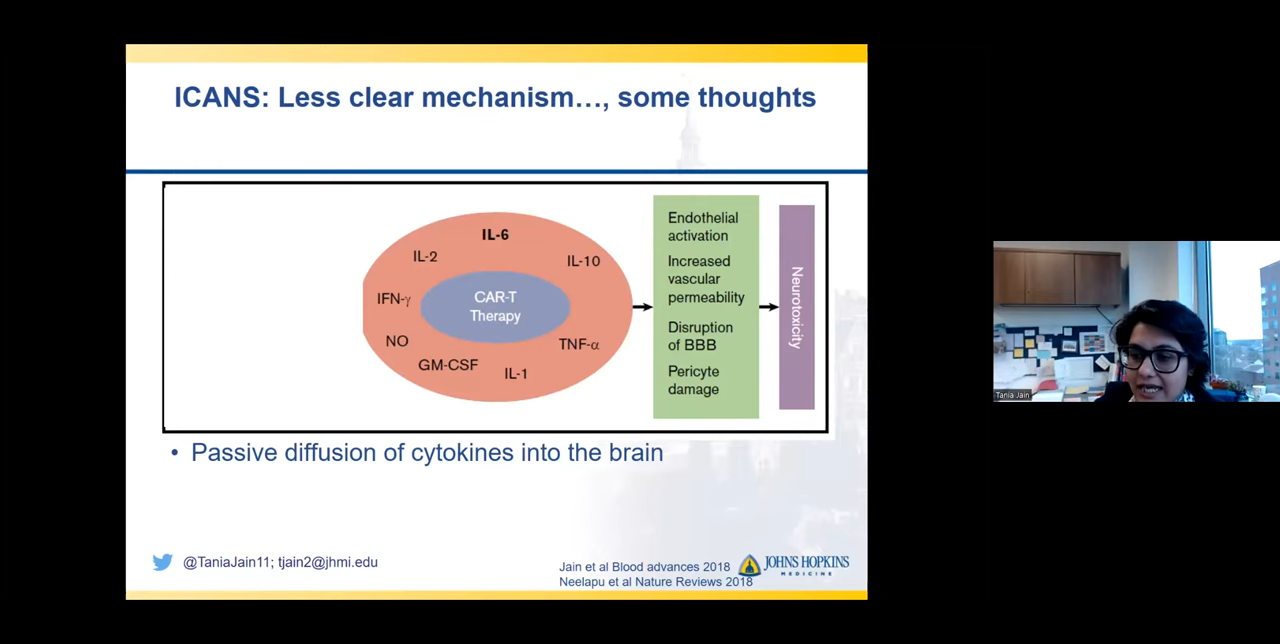 ICANS: Less clear mechanism…, some thoughts
IL-6
IL-2
IL-10
IFN-γ
CAR-T
Therapy
NO
TNF-α
GM-CSF
IL-1
Endothelial
activation
Increased
vascular
permeability
Disruption
of BBB
Pericyte
damage
Neurotoxicity
• Passive diffusion of cytokines into the brain
@TaniaJain11; tjain2@jhmi.edu
Jain et al Blood advances 2018
Neelapu et al Nature Reviews 2018
JOHNS HOPKINS
MEDICINE
Tania Jain